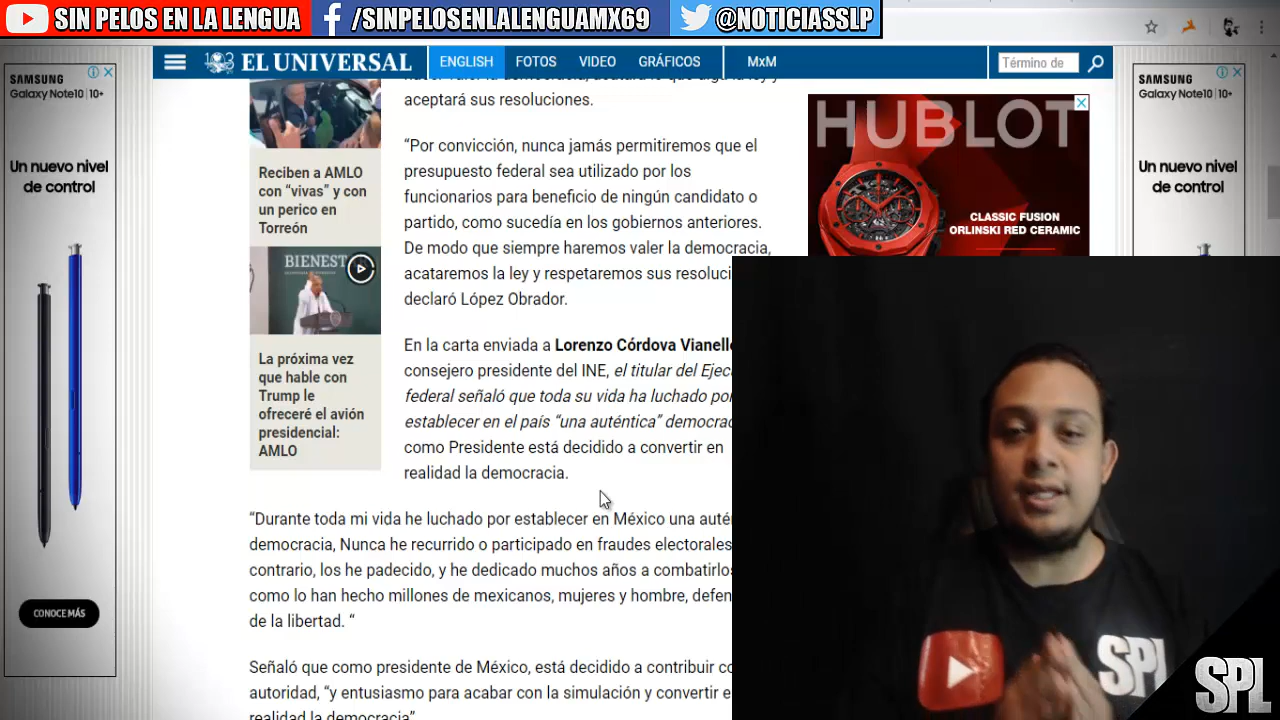 SIN PELOS EN LA LENGUA
/SINPELOSENLALENGUAMX69
@NOTICIASSLP
EL UNIVERSAL
ENGLISH
FOTOS
VIDEO
GRÁFICOS
MxM
Término de
SAMSUNG
Galaxy Note10 | 10+
Un nuevo nivel
de control
CONOCE MÁS
Reciben a AMLO
con “vivas” y con
un perico en
Torreón
BIENEST
La próxima vez
que hable con
Trump le
ofreceré el avión
presidencial:
AMLO
aceptará sus resoluciones.
“Por convicción, nunca jamás permitiremos que el
presupuesto federal sea utilizado por los
funcionarios para beneficio de ningún candidato o
partido, como sucedía en los gobiernos anteriores.
De modo que siempre haremos valer la democracia,
acataremos la ley y respetaremos sus resoluci
declaró López Obrador.
En la carta enviada a Lorenzo Córdova Vianello
consejero presidente del INE, el titular del Ejec
federal señaló que toda su vida ha luchado por
establecer en el país “una auténtica” democrac
como Presidente está decidido a convertir en
realidad la democracia.
“Durante toda mi vida he luchado por establecer en México una auté
democracia, Nunca he recurrido o participado en fraudes electorales
contrario, los he padecido, y he dedicado muchos años a combatirlos
como lo han hecho millones de mexicanos, mujeres y hombre, defen
de la libertad. “
Señaló que como presidente de México, está decidido a contribuir co
autoridad, “y entusiasmo para acabar con la simulación y convertir e
realidad la democracia”
HUBLOT
CLASSIC FUSION
ORLINSKI RED CERAMIC
SAMSUNG
Galaxy Note10 | 10+
Un nuevo nivel
de control
SPL
SPL